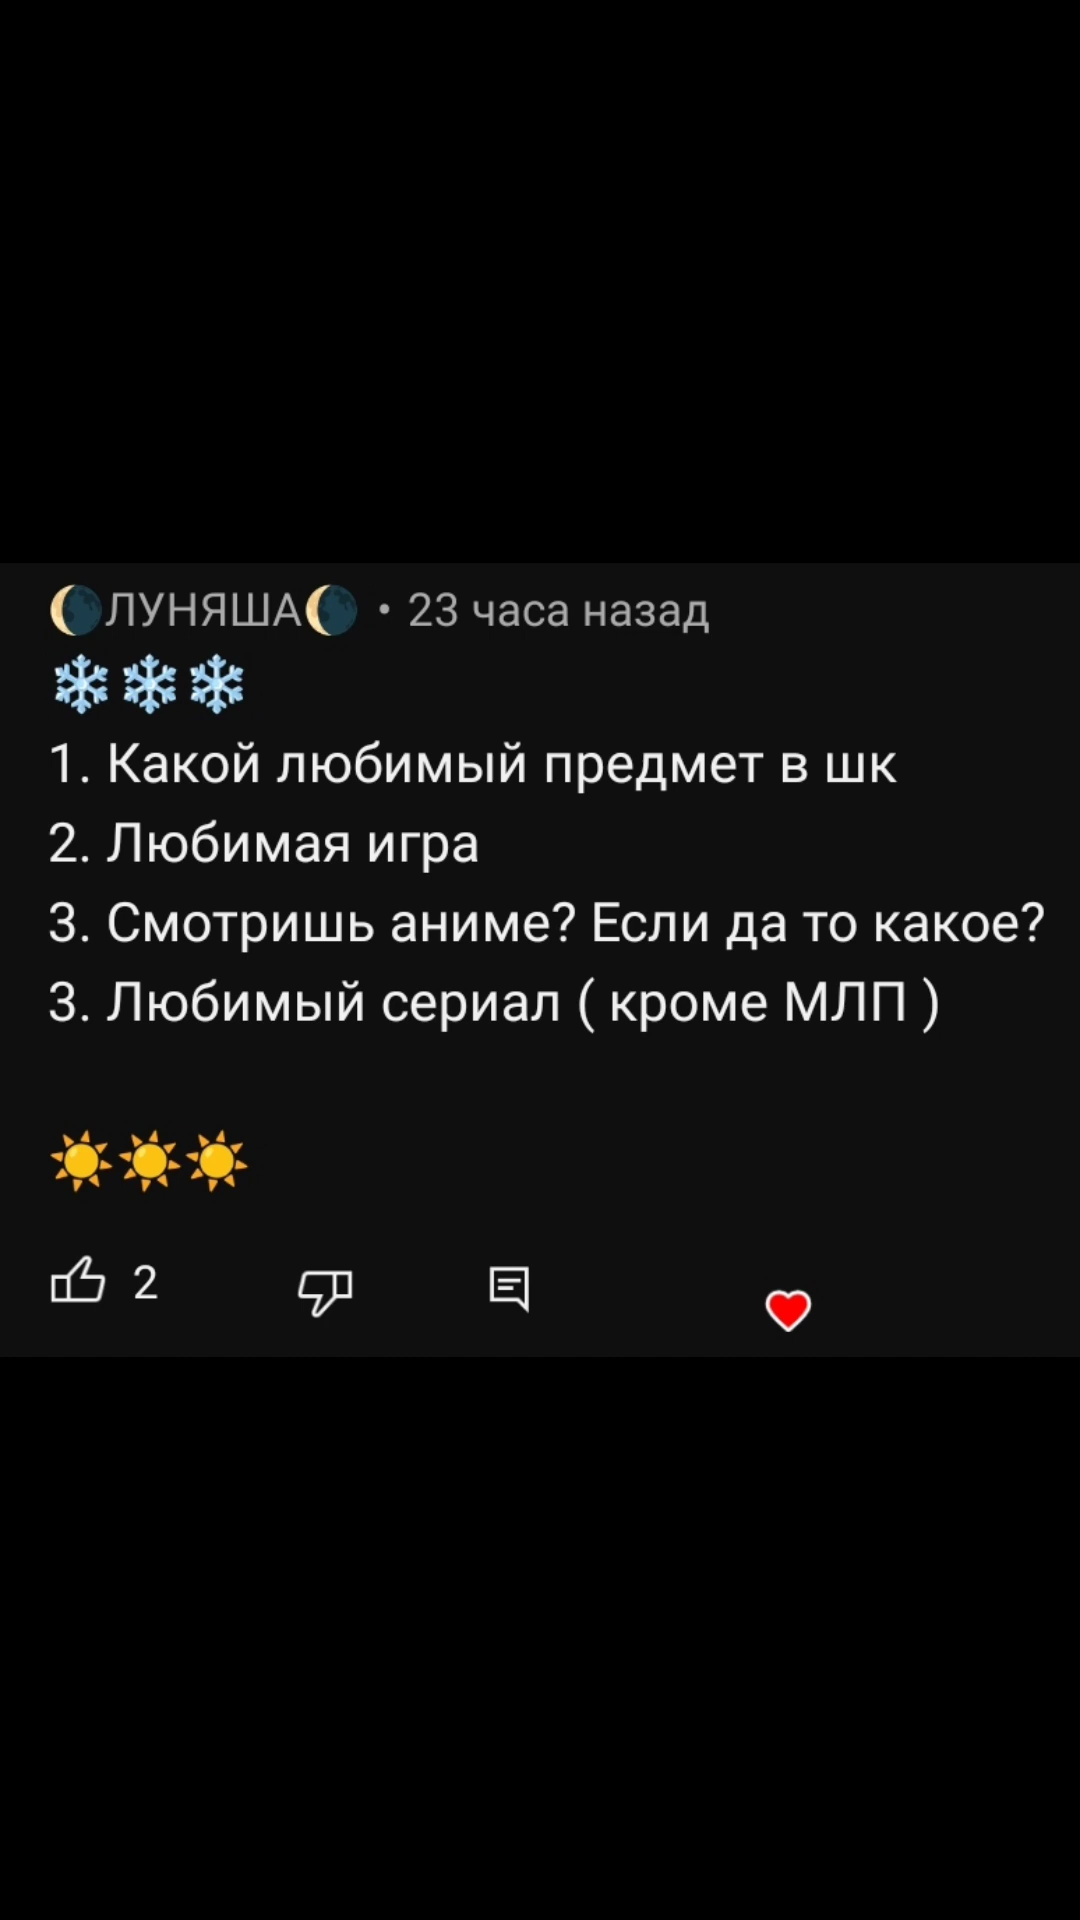 🌘ЛУНЯША🌘 • 23 часа назад
❄️❄️❄️
1. Какой любимый предмет в шк
2. Любимая игра
3. Смотришь аниме? Если да то какое?
3. Любимый сериал ( кроме МЛП )
☀️☀️☀️
2